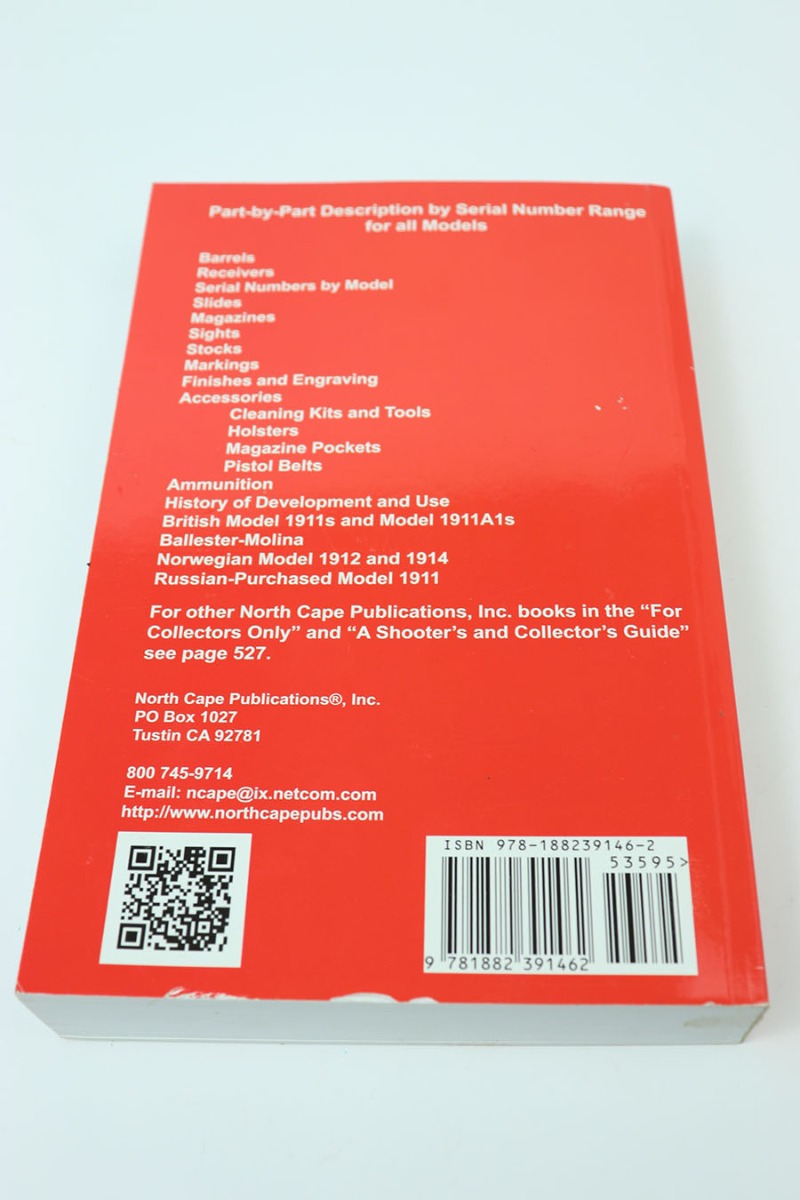 Part-by-Part Description by Serial Number Range
for all Models
Barrels
Receivers
Serial Numbers by Model
Slides
Magazines
Sights
Stocks
Markings
Finishes and Engraving
Accessories
Cleaning Kits and Tools
Holsters
Magazine Pockets
Pistol Belts
Ammunition
History of Development and Use
British Model 1911s and Model 1911A1s
Ballester-Molina
Norwegian Model 1912 and 1914
Russian-Purchased Model 1911
For other North Cape Publications, Inc. books in the “For
Collectors Only” and “A Shooter’s and Collector’s Guide”
see page 527.
North Cape Publications®, Inc.
PO Box 1027
Tustin CA 92781
800 745-9714
E-mail: ncape@ix.netcom.com
http://www.northcapepubs.com
ISBN 978-188239146-2
53595>
9 781882 391462